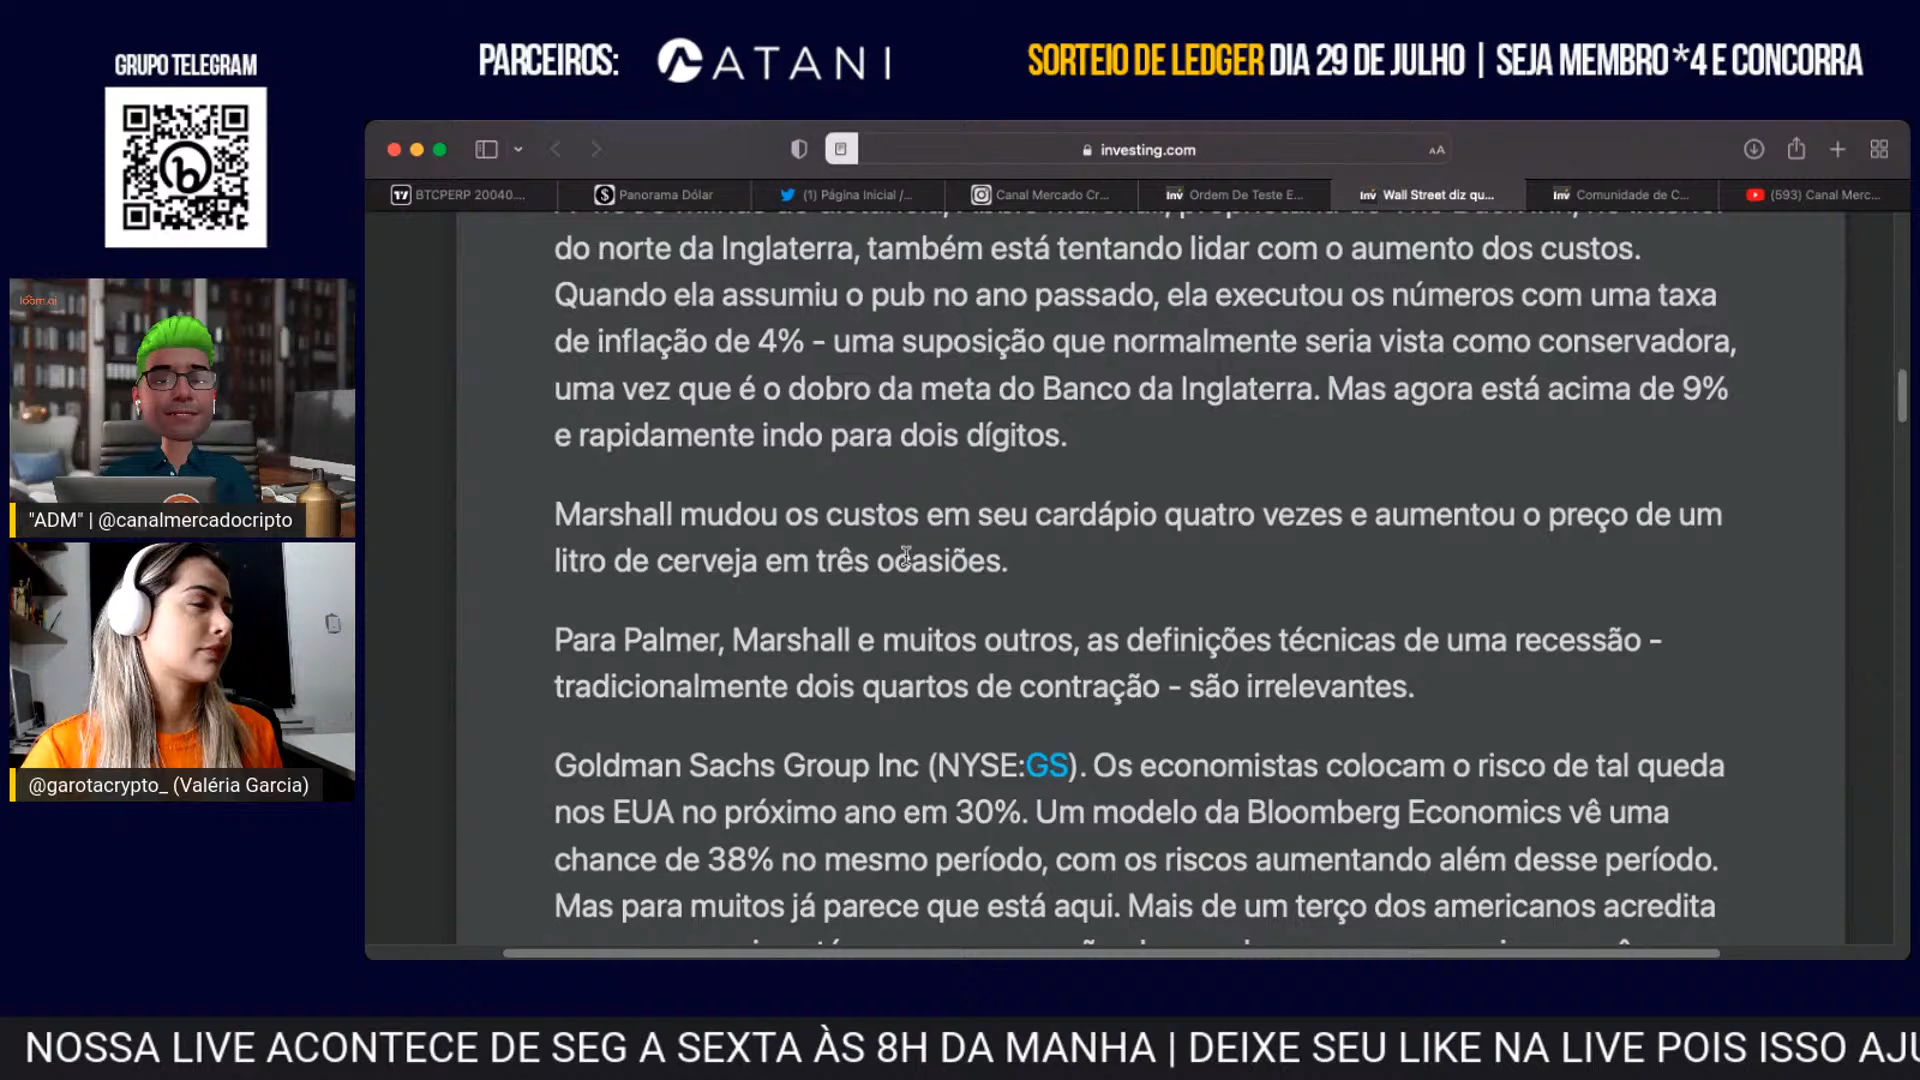 GRUPO TELEGRAM
PARCEIROS:
ATANI
SORTEIO DE LEDGER DIA 29 DE JULHO | SEJA MEMBRO *4 E CONCORRA
investing.com
AA
BTCPERP 20040....
Panorama Dólar
(1) Página Inicial /...
Canal Mercado Cr...
Inv Ordem De Teste E...
Inv Wall Street diz qu...
Inv Comunidade de C...
(593) Canal Merc...
do norte da Inglaterra, também está tentando lidar com o aumento dos custos.
Quando ela assumiu o pub no ano passado, ela executou os números com uma taxa
de inflação de 4% - uma suposição que normalmente seria vista como conservadora,
uma vez que é o dobro da meta do Banco da Inglaterra. Mas agora está acima de 9%
e rapidamente indo para dois dígitos.
Marshall mudou os custos em seu cardápio quatro vezes e aumentou o preço de um
litro de cerveja em três ocasiões.
Para Palmer, Marshall e muitos outros, as definições técnicas de uma recessão -
tradicionalmente dois quartos de contração - são irrelevantes.
Goldman Sachs Group Inc (NYSE:GS). Os economistas colocam o risco de tal queda
nos EUA no próximo ano em 30%. Um modelo da Bloomberg Economics vê uma
chance de 38% no mesmo período, com os riscos aumentando além desse período.
Mas para muitos já parece que está aqui. Mais de um terço dos americanos acredita
loom.ai
"ADM" | @canalmercadocripto
@garotacrypto_ (Valéria Garcia)
NOSSA LIVE ACONTECE DE SEG A SEXTA ÀS 8H DA MANHA | DEIXE SEU LIKE NA LIVE POIS ISSO AJU